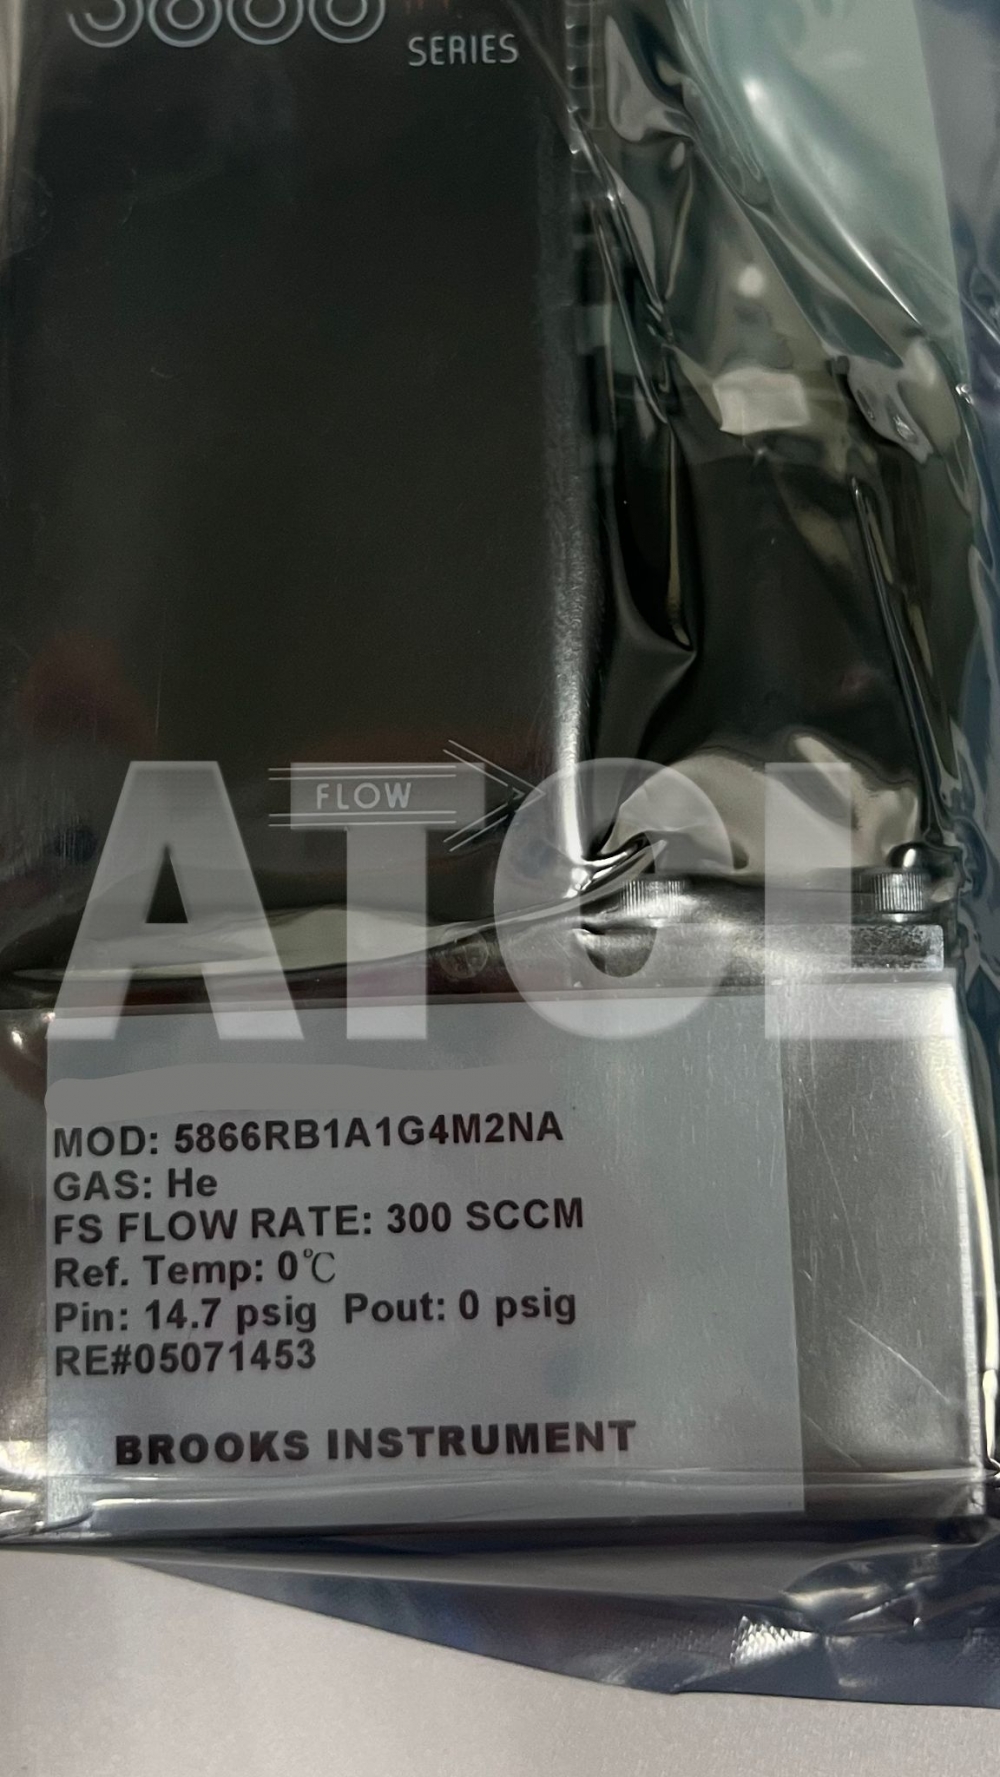 SERIES
FLOW
ATOL
MOD: 5866RB1A1G4M2NA
GAS: He
FS FLOW RATE: 300 SCCM
Ref. Temp: 0℃
Pin: 14.7 psig Pout: 0 psig
RE#05071453
BROOKS INSTRUMENT